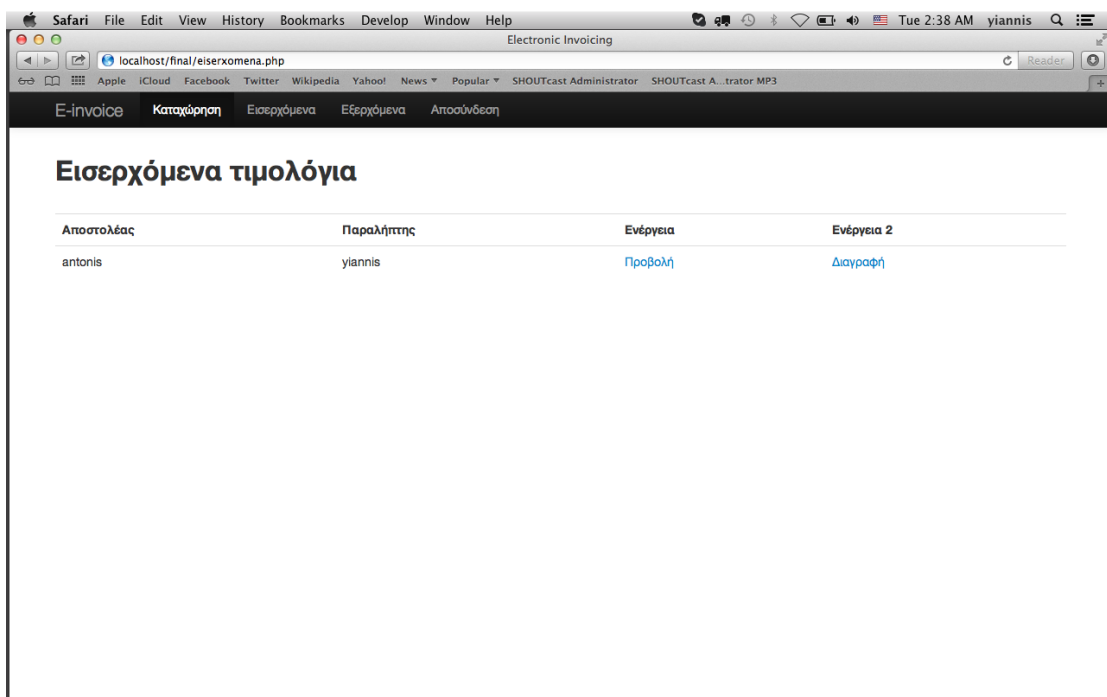 Safari File Edit View History Bookmarks Develop Window Help Tue 2:38 AM yiannis
Electronic Invoicing
localhost/final/eiserxomena.php Reader
Apple iCloud Facebook Twitter Wikipedia Yahoo! News Popular SHOUTcast Administrator SHOUTcast A...trator MP3
E-invoice Καταχώρηση Εισερχόμενα Εξερχόμενα Αποσύνδεση
Εισερχόμενα τιμολόγια
Αποστολέας Παραλήπτης Ενέργεια Ενέργεια 2
antonis yiannis Προβολή Διαγραφή